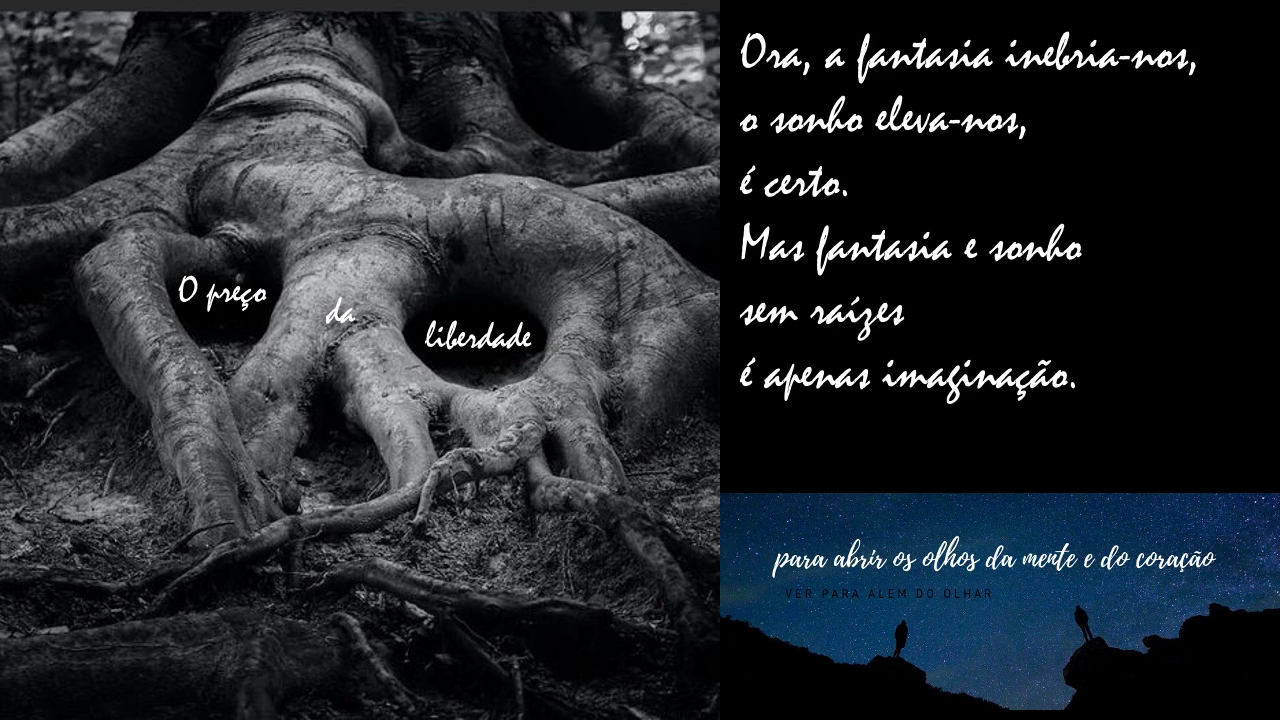 O preço
da
liberdade
Ora, a fantasia inebria-nos,
o sonho eleva-nos,
é certo.
Mas fantasia e sonho
sem raízes
é apenas imaginação.
para abrir os olhos da mente e do coração
VER PARA ALEM DO OLHAR